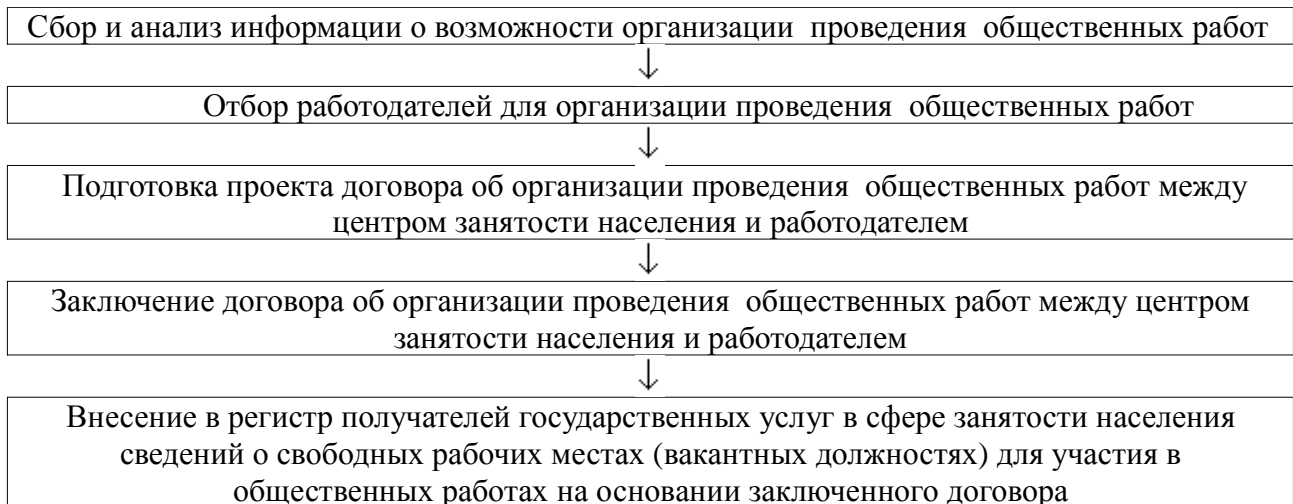 Сбор и анализ информации о возможности организации проведения общественных работ
Отбор работодателей для организации проведения общественных работ
Подготовка проекта договора об организации проведения общественных работ между
центром занятости населения и работодателем
Заключение договора об организации проведения общественных работ между центром
занятости населения и работодателем
Внесение в регистр получателей государственных услуг в сфере занятости населения
сведений о свободных рабочих местах (вакантных должностях) для участия в
общественных работах на основании заключенного договора